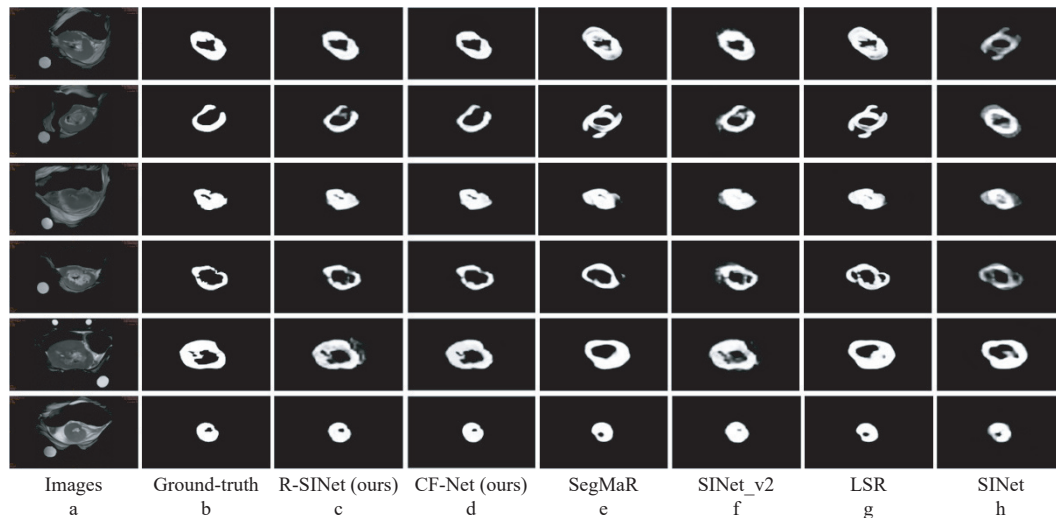 Images Ground-truth R-SINet (ours) CF-Net (ours) SegMaR SINet_v2 LSR SINet
a b c d e f g h